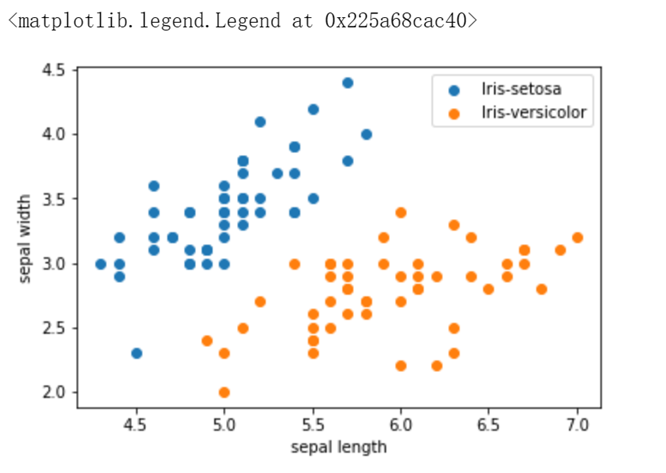 <matplotlib.legend.Legend at 0x225a68cac40>
4.5
Iris-setosa
Iris-versicolor
4.0
3.5
sepal width
3.0
2.5
2.0
4.5 5.0 5.5 6.0 6.5 7.0
sepal length